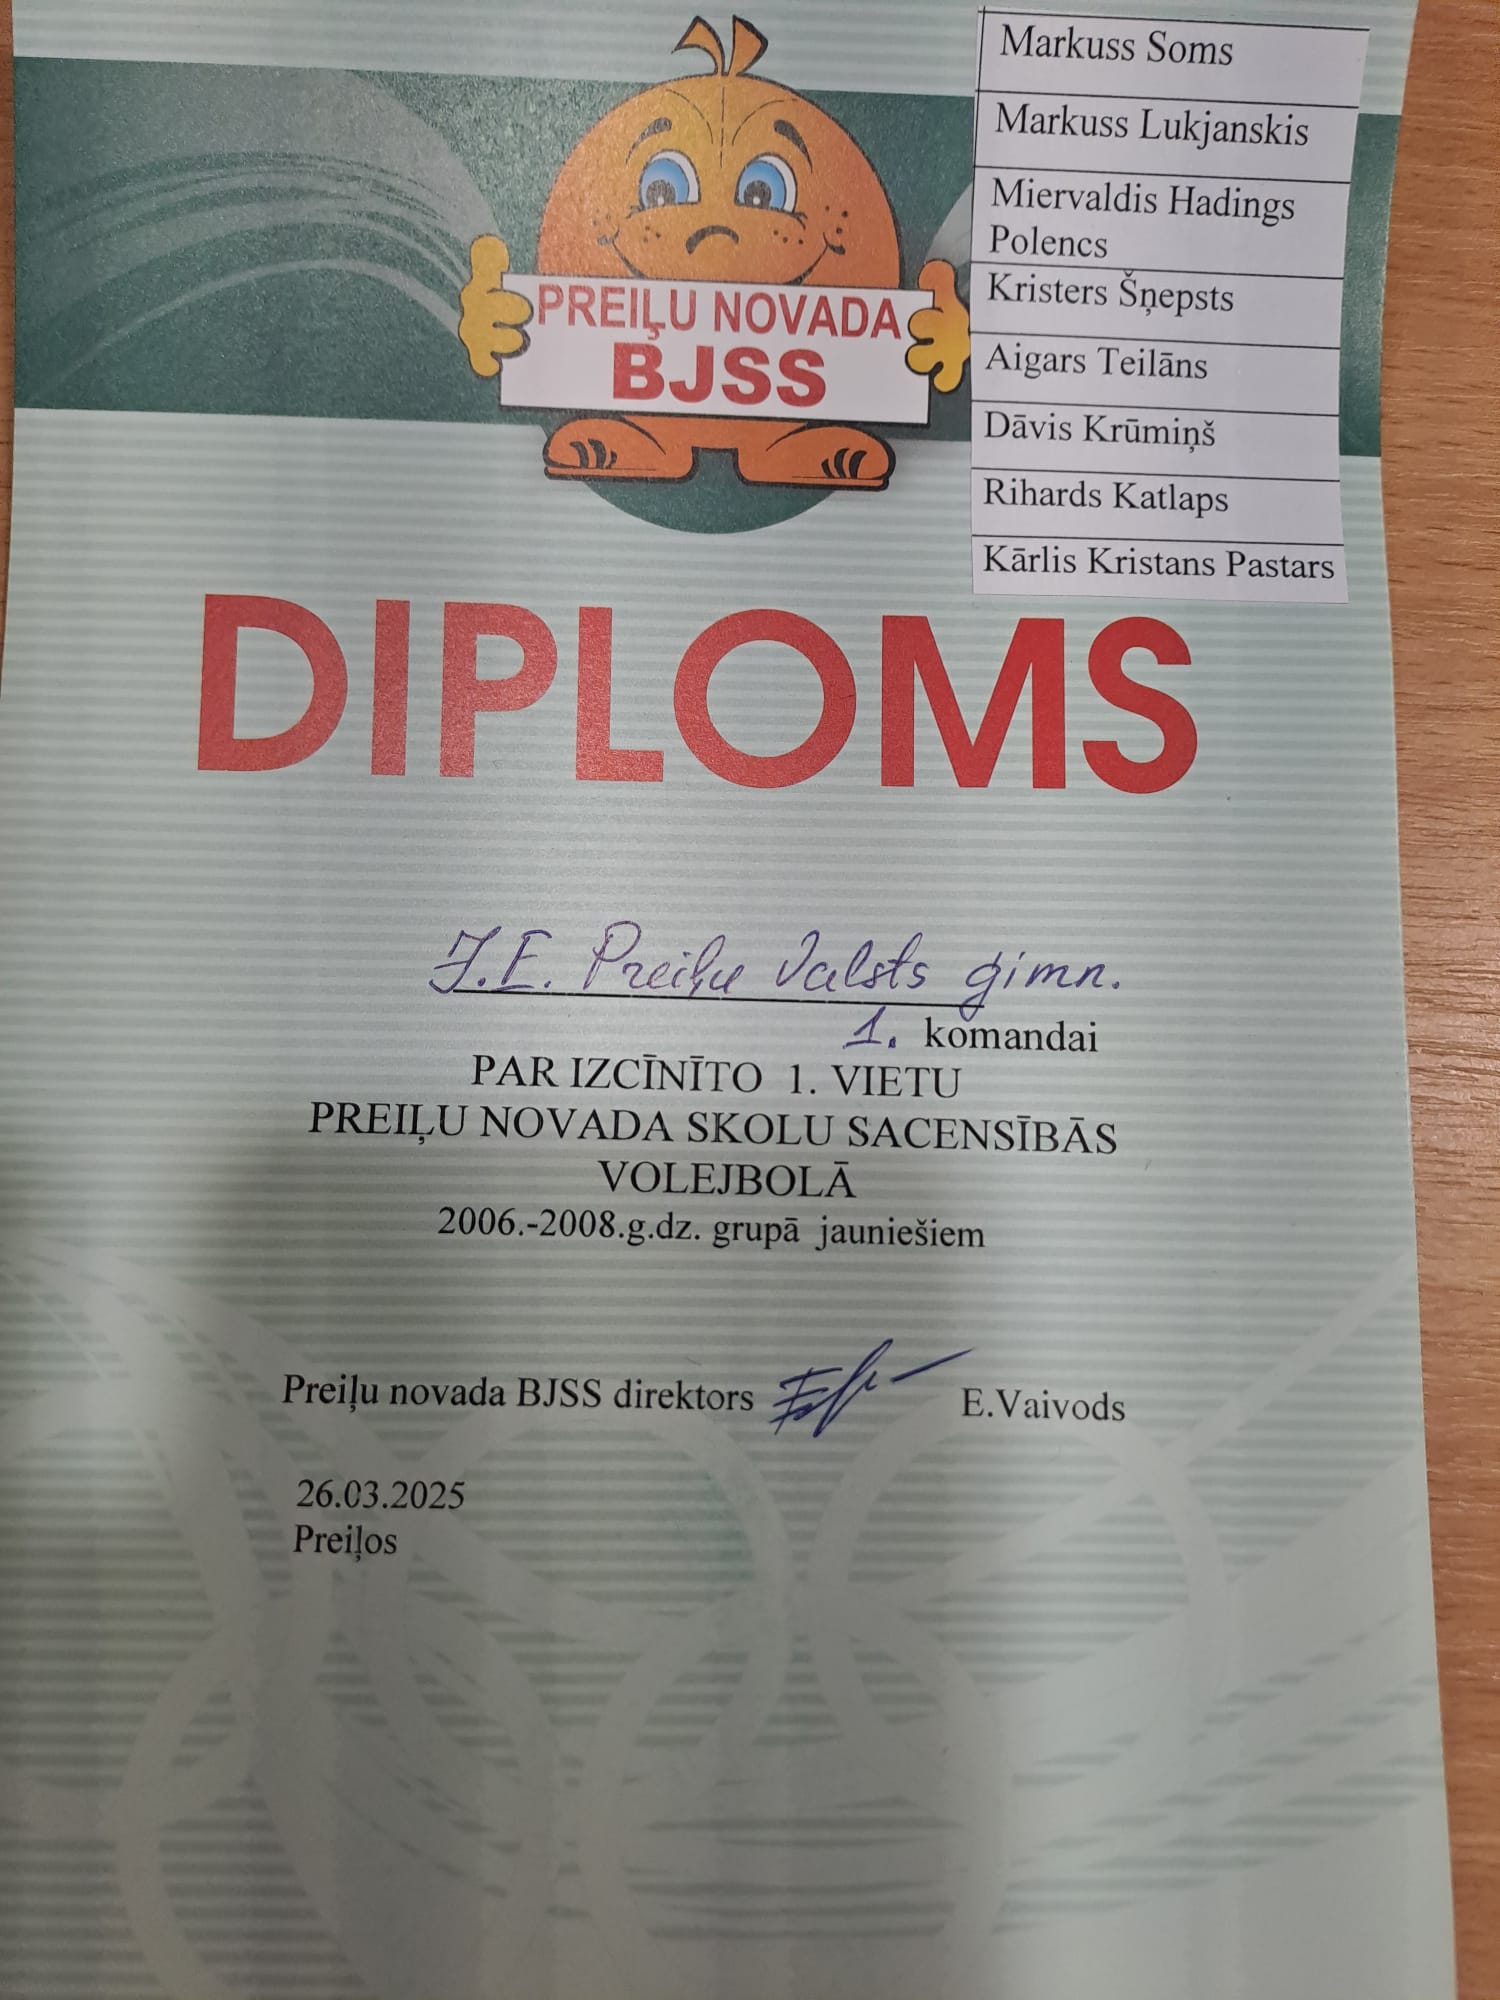 Markuss Soms
Markuss Lukjanskis
Miervaldis Hadings
Polencs
Kristers Šņepsts
Aigars Teilāns
Dāvis Krūmiņš
Rihards Katlaps
Kārlis Kristans Pastars
PREIĻU NOVADA
BJSS
DIPLOMS
J.E. Preiļu Valsts ģimn.
1. komandai
PAR IZCĪNĪTO 1. VIETU
PREIĻU NOVADA SKOLU SACENSĪBĀS
VOLEJBOLĀ
2006.-2008.g.dz. grupā jauniešiem
Preiļu novada BJSS direktors E.Vaivods
26.03.2025
Preiļos